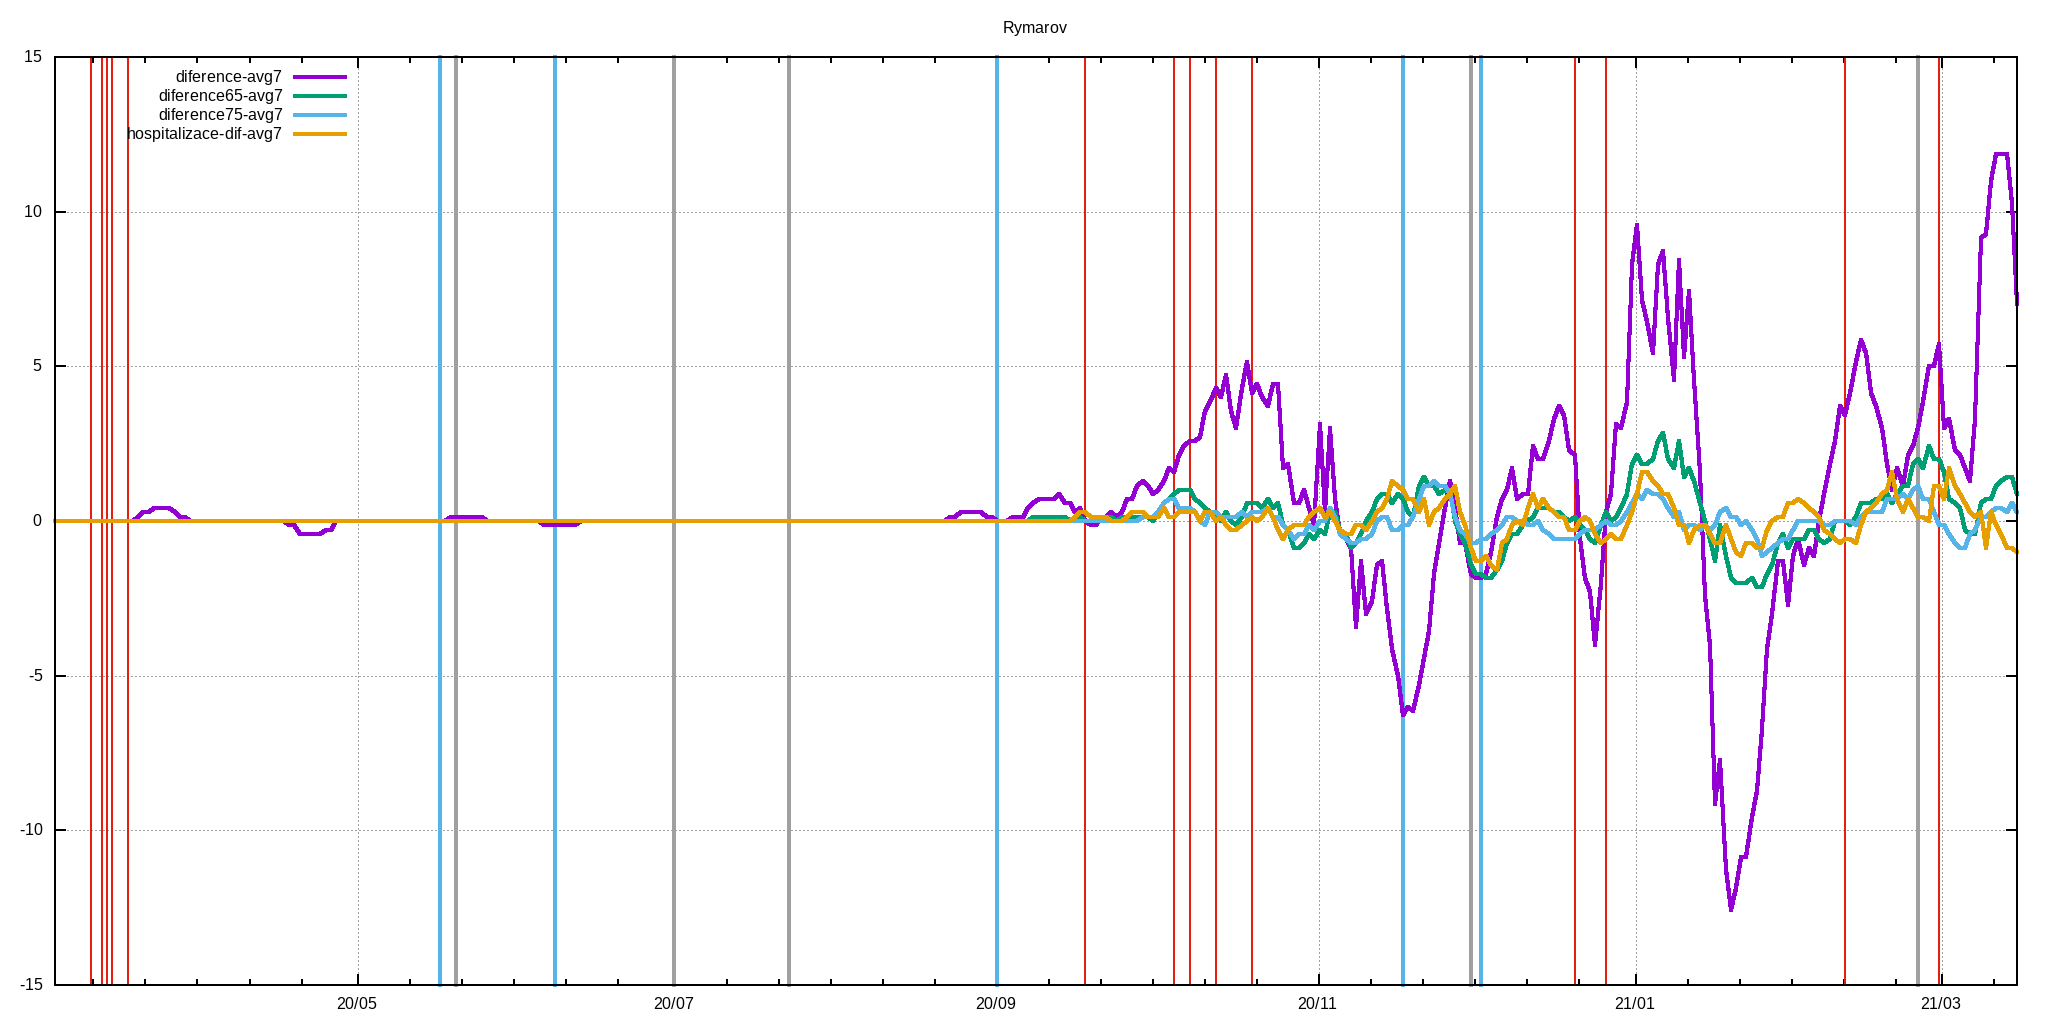 Rymarov
15
diference-avg7
diference65-avg7
diference75-avg7
hospitalizace-dif-avg7
10
5
0
-5
-10
-15
20/05 20/07 20/09 20/11 21/01 21/03